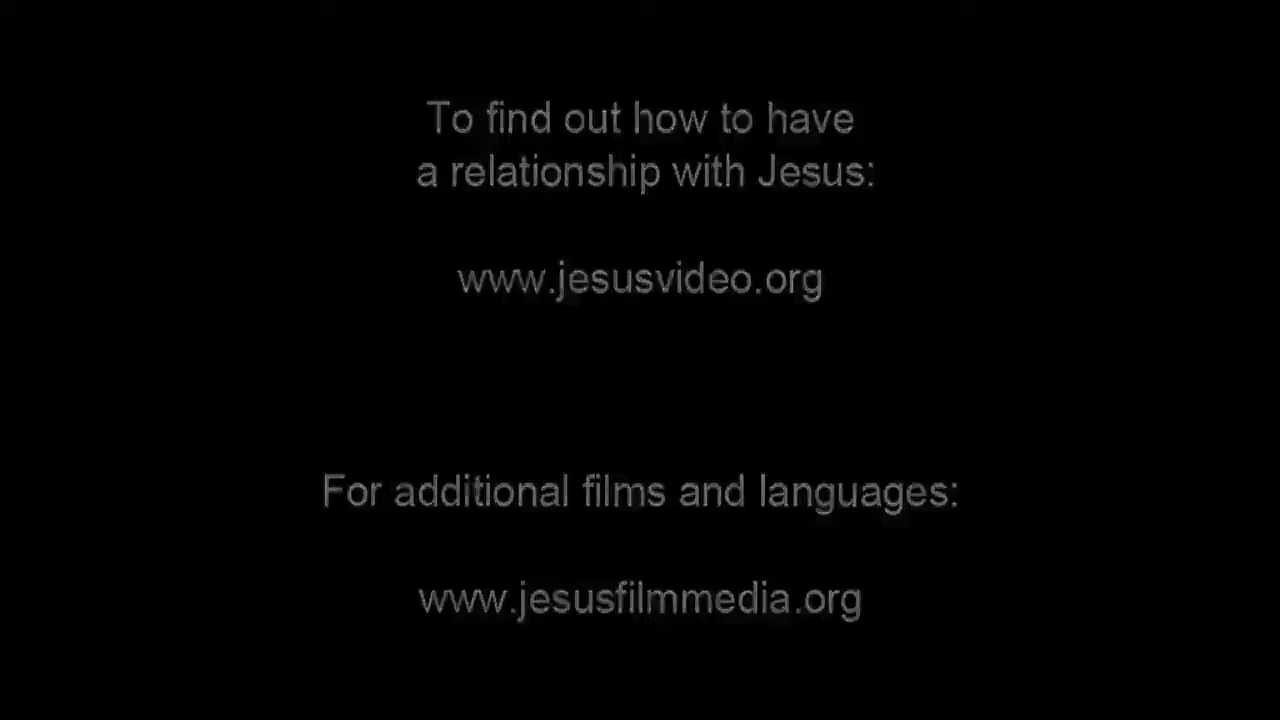 To find out how to have
a relationship with Jesus:
www.jesusvideo.org
For additional films and languages:
www.jesusfilmmedia.org